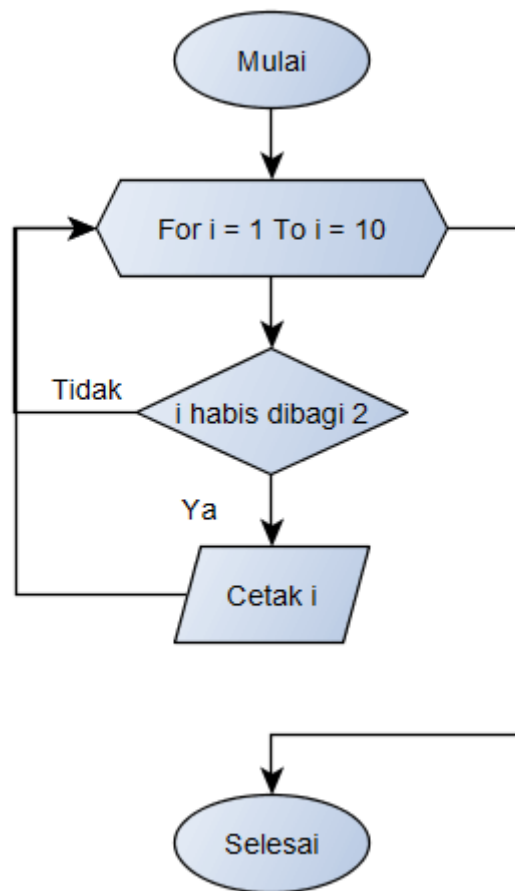 Mulai
For i = 1 To i = 10
Tidak
i habis dibagi 2
Ya
Cetak i
Selesai